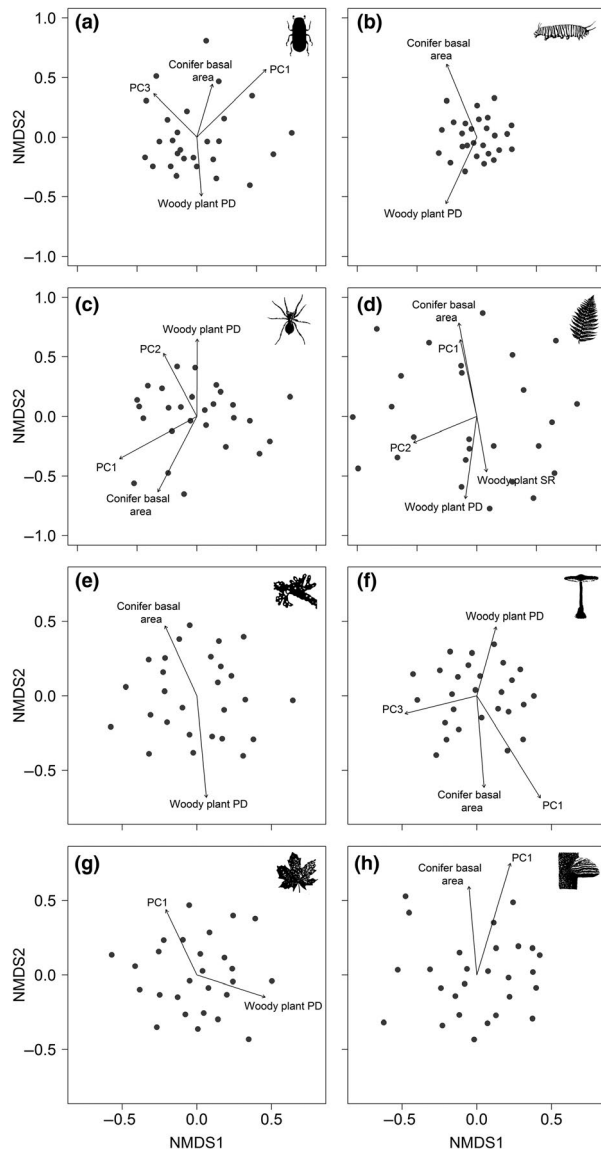 (a)
1.0
0.5
0.0
−0.5
−1.0
NMDS2
Conifer basal
area
PC1
PC3
Woody plant PD
(b)
Conifer basal
area
Woody plant PD
(c)
1.0
0.5
0.0
−0.5
−1.0
NMDS2
Woody plant PD
PC2
PC1
Conifer basal
area
(d)
Conifer basal
area
PC1
PC2
Woody plant SR
Woody plant PD
(e)
0.5
0.0
−0.5
NMDS2
Conifer basal
area
Woody plant PD
(f)
Woody plant PD
PC3
Conifer basal
area
PC1
(g)
0.5
0.0
−0.5
NMDS2
PC1
Woody plant PD
−0.5
0.0
0.5
NMDS1
(h)
Conifer basal
area
PC1
−0.5
0.0
0.5
NMDS1